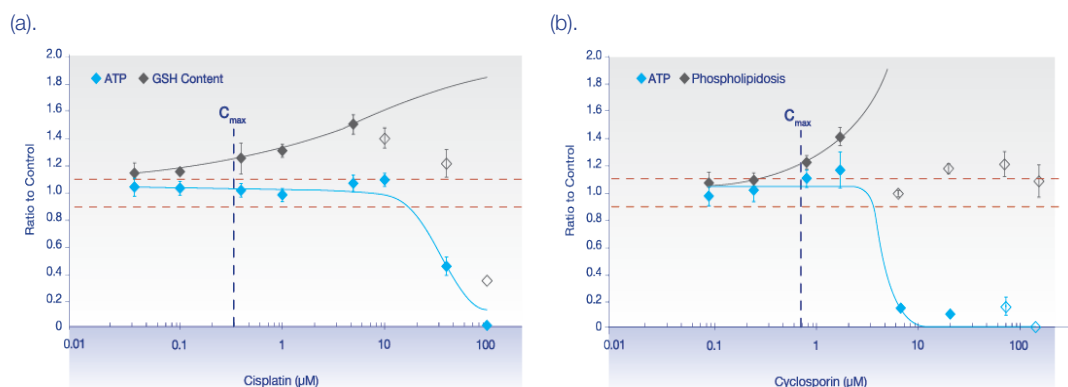 (a).
2.0
1.8
1.6
1.4
1.2
1.0
0.8
0.6
0.4
0.2
0
Ratio to Control
ATP GSH Content
Cmax
0.01 0.1 1 10 100
Cisplatin (µM)
(b).
2.0
1.8
1.6
1.4
1.2
1.0
0.8
0.6
0.4
0.2
0
Ratio to Control
ATP Phospholipidosis
Cmax
0.01 0.1 1 10 100
Cyclosporin (µM)